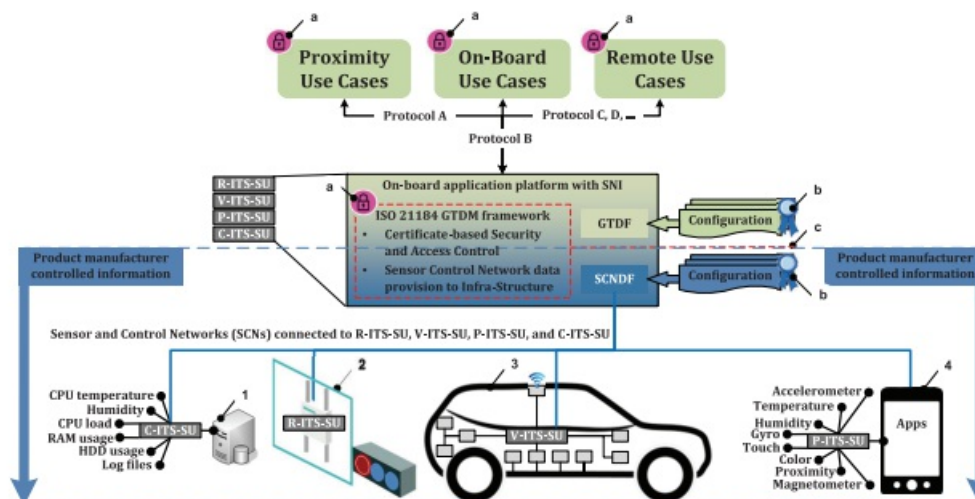 a
a
a
Proximity
Use Cases
On-Board
Use Cases
Remote Use
Cases
Protocol A
Protocol C, D, ...
Protocol B
R-ITS-SU
V-ITS-SU
P-ITS-SU
C-ITS-SU
a
On-board application platform with SNI
ISO 21184 GTDM framework
• Certificate-based Security
and Access Control
• Sensor Control Network data
provision to Infra-Structure
GTDF
Configuration
b
c
SCNDF
Configuration
b
Product manufacturer
controlled information
Product manufacturer
controlled information
Sensor and Control Networks (SCNs) connected to R-ITS-SU, V-ITS-SU, P-ITS-SU, and C-ITS-SU
CPU temperature
Humidity
CPU load
RAM usage
HDD usage
Log files
C-ITS-SU
1
2
R-ITS-SU
3
V-ITS-SU
Accelerometer
Temperature
Humidity
Gyro
Touch
Color
Proximity
Magnetometer
P-ITS-SU
4
Apps